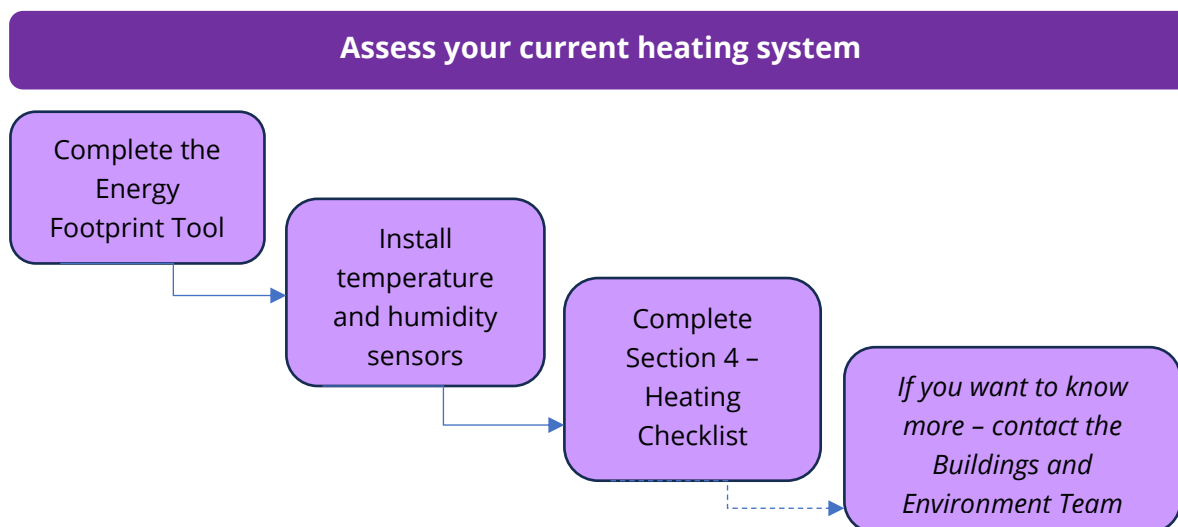 Assess your current heating system
Complete the
Energy
Footprint Tool
Install
temperature
and humidity
sensors
Complete
Section 4 –
Heating
Checklist
If you want to know
more – contact the
Buildings and
Environment Team